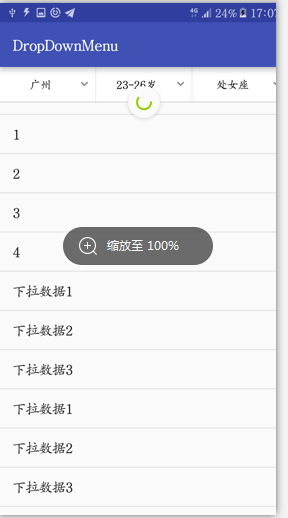 4G 24% 17:07
DropDownMenu
广州 23-26岁 处女座
1
2
3
缩放至 100%
4
下拉数据1
下拉数据2
下拉数据3
下拉数据1
下拉数据2
下拉数据3